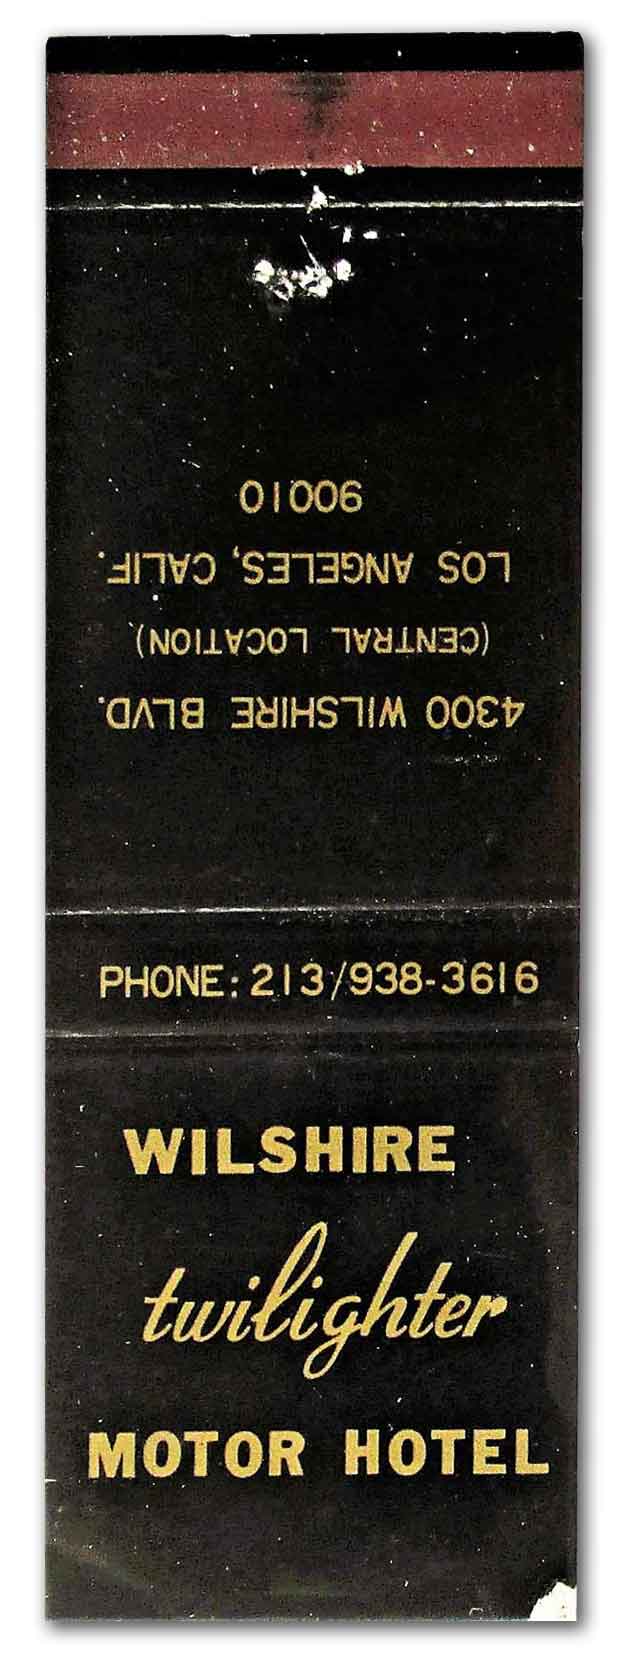 4300 WILSHIRE BLVD.
(CENTRAL LOCATION)
LOS ANGELES, CALIF.
90010
PHONE: 213/938-3616
WILSHIRE
twilighter
MOTOR HOTEL